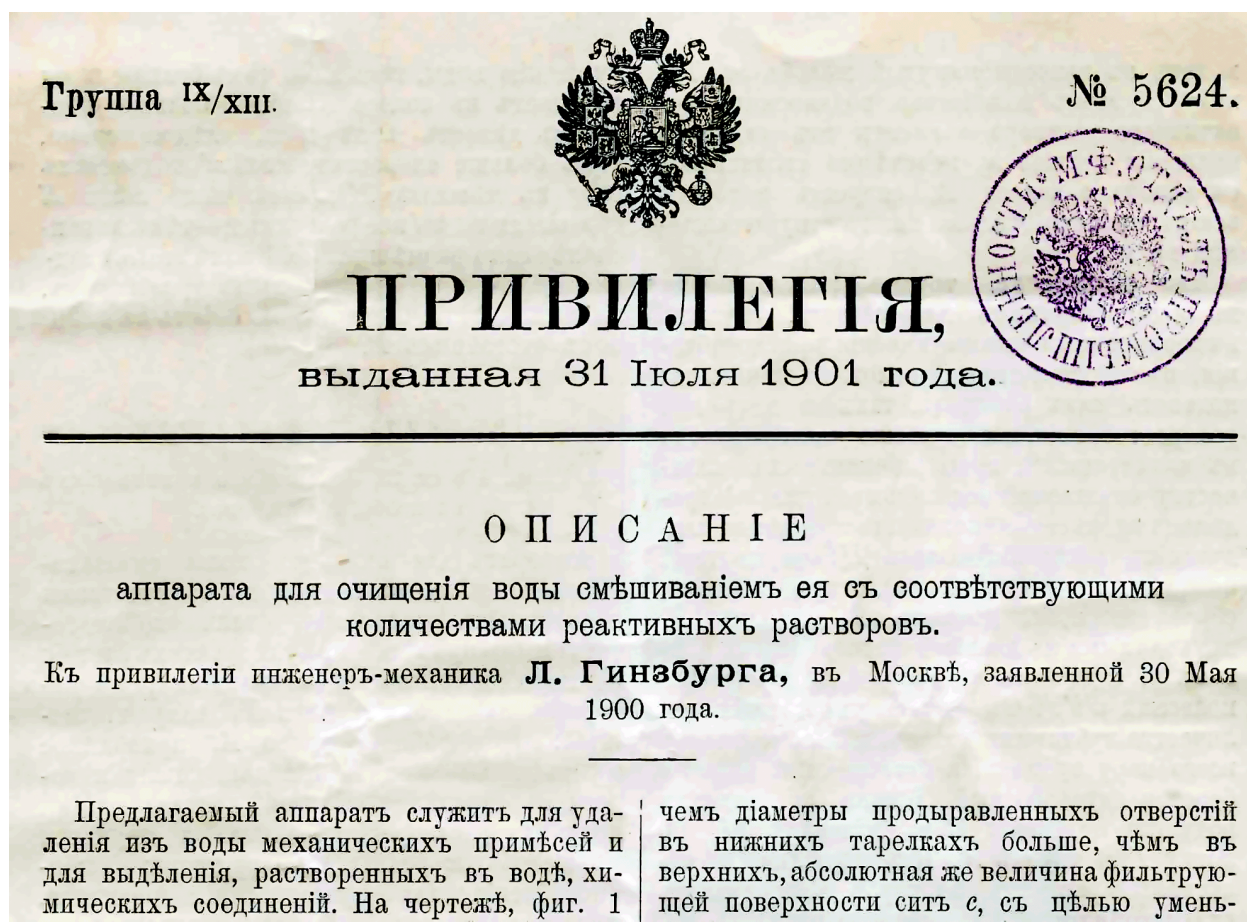 Группа IX/XIII.
№ 5624.
* М.Ф. ОТДѢЛЪ ПРОМЫШЛЕННОСТИ
ПРИВИЛЕГІЯ,
выданная 31 Іюля 1901 года.
ОПИСАНІЕ
аппарата для очищенія воды смѣшиваніемъ ея съ соотвѣтствующими
количествами реактивныхъ растворовъ.
Къ привилегіи инженеръ-механика Л. Гинзбурга, въ Москвѣ, заявленной 30 Мая
1900 года.
Предлагаемый аппаратъ служитъ для уда-
ленія изъ воды механическихъ примѣсей и
для выдѣленія, растворенныхъ въ водѣ, хи-
мическихъ соединеній. На чертежѣ, фиг. 1
чемъ діаметры продыравленныхъ отверстій
въ нижнихъ тарелкахъ больше, чѣмъ въ
верхнихъ, абсолютная же величина фильтрую-
щей поверхности ситъ с, съ цѣлью умень-